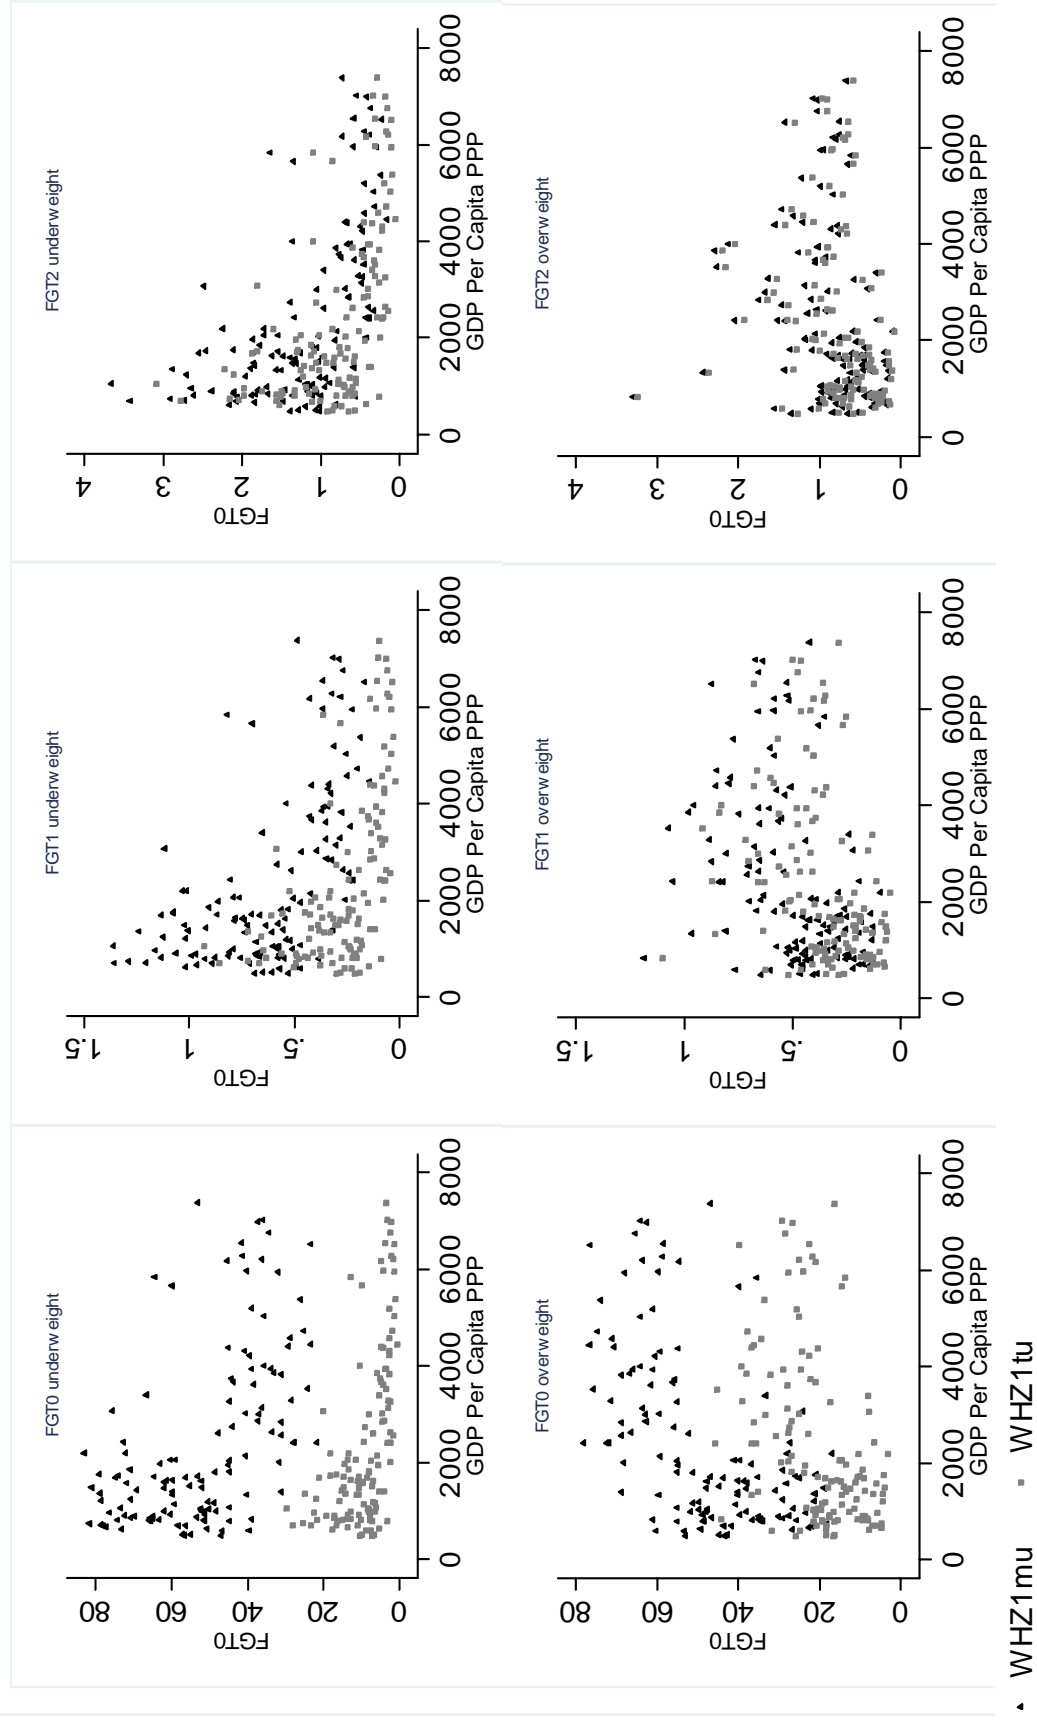 FGT0 underweight
FGT0
80
60
40
20
0
0 2000 4000 6000 8000
GDP Per Capita PPP
FGT1 underweight
FGT0
1.5
1
.5
0
0 2000 4000 6000 8000
GDP Per Capita PPP
FGT2 underweight
FGT0
4
3
2
1
0
0 2000 4000 6000 8000
GDP Per Capita PPP
FGT0 overweight
FGT0
80
60
40
20
0
0 2000 4000 6000 8000
GDP Per Capita PPP
FGT1 overweight
FGT0
1.5
1
.5
0
0 2000 4000 6000 8000
GDP Per Capita PPP
FGT2 overweight
FGT0
4
3
2
1
0
0 2000 4000 6000 8000
GDP Per Capita PPP
WHZ1mu WHZ1tu